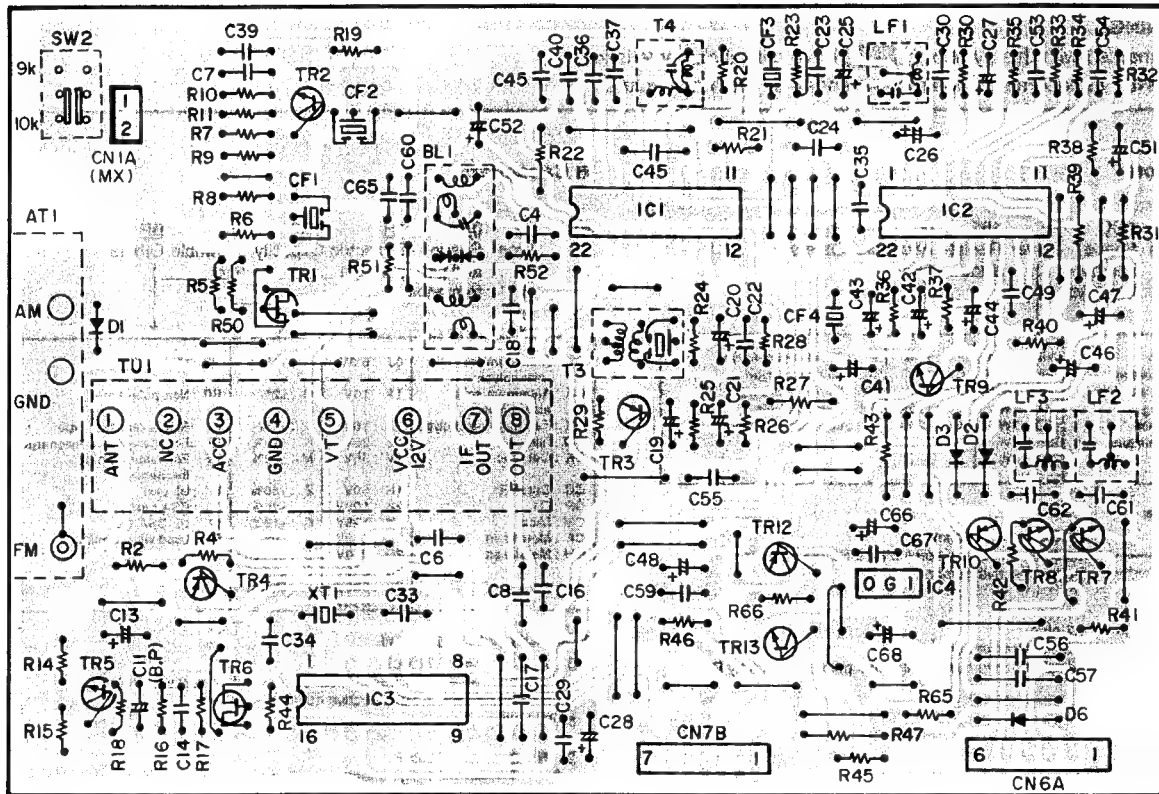 SW2
9k
10k
1
2
CN1A
(MX)
C39
C7
R10
R11
R7
R9
R8
R6
R19
TR2
CF2
CF1
TR1
R5
R50
R51
C65
C60
BL1
C52
R22
C4
R52
C18
C45
C40
C36
C37
T4
R20
CF3
R23
C23
C25
LF1
C30
R30
C27
R35
C53
R33
R34
C54
R32
R21
C24
C26
C45
C35
R38
C51
R39
R31
1
11
IC1
22
12
1
11
IC2
22
12
AT1
AM
GND
FM
D1
TU1
1
2
3
4
5
6
7
8
ANT
NC
ACC
GND
VT
VCC
12V
IF
OUT
FOUT
T3
R24
C20
C22
R28
CF4
C43
R36
C42
R37
C44
C49
C47
R40
C46
C41
TR9
R29
TR3
C19
R25
C21
R26
R27
C55
R43
D3
D2
LF3
LF2
C62
C61
R2
R4
TR4
C6
XT1
C33
C34
C8
C16
C13
R14
R15
TR5
R18
C11
(B.P)
R16
C14
R17
TR6
R44
1
8
IC3
16
9
C17
C29
C28
C48
C59
R46
TR12
R66
TR13
C66
C67
O G I
IC4
C68
TR10
R42
TR8
TR7
R41
C56
C57
D6
R65
R47
R45
CN7B
7
1
6
1
CN6A